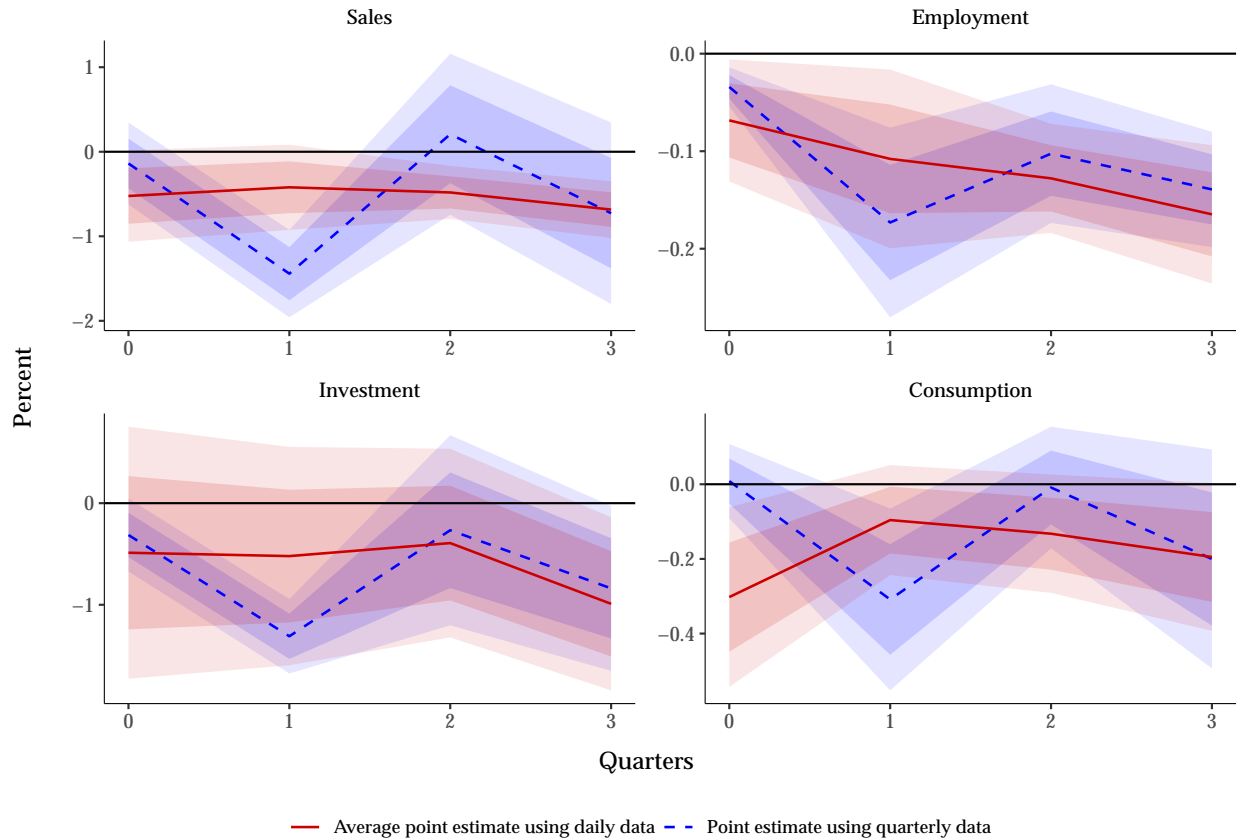 Sales
Employment
1
0
−1
−2
0 1 2 3
0.0
−0.1
−0.2
0 1 2 3
Percent
Investment
Consumption
0
−1
0 1 2 3
0.0
−0.2
−0.4
0 1 2 3
Quarters
Average point estimate using daily data Point estimate using quarterly data